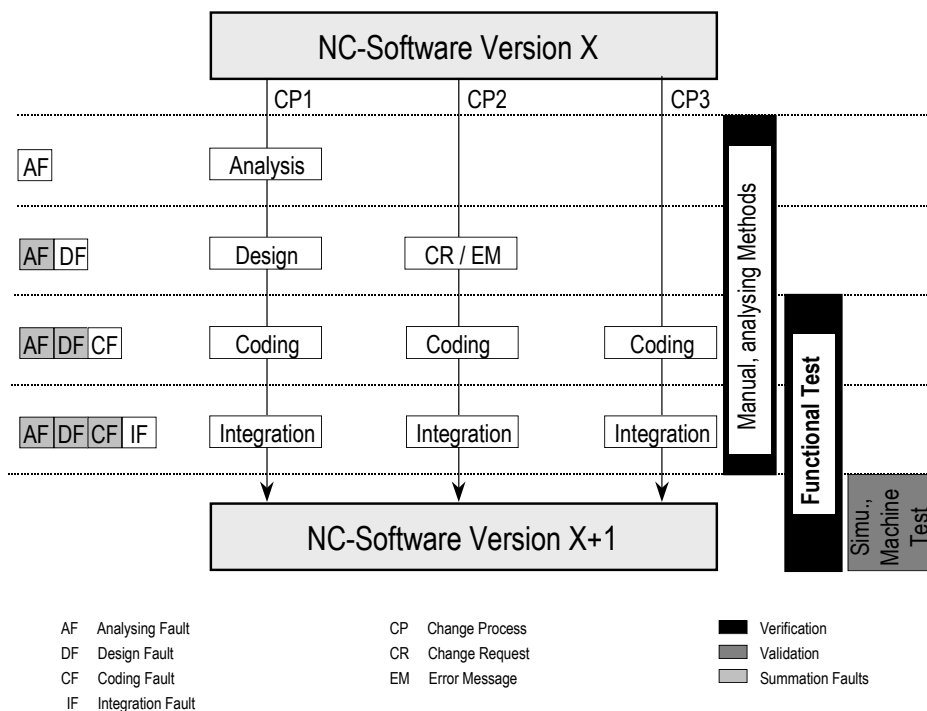 NC-Software Version X
CP1 CP2 CP3
AF Analysis
AF DF Design CR / EM
AF DF CF Coding Coding Coding
AF DF CF IF Integration Integration Integration
Manual, analysing Methods
Functional Test
Simu.,
Machine
Test
NC-Software Version X+1
AF Analysing Fault CP Change Process Verification
DF Design Fault CR Change Request Validation
CF Coding Fault EM Error Message Summation Faults
IF Integration Fault